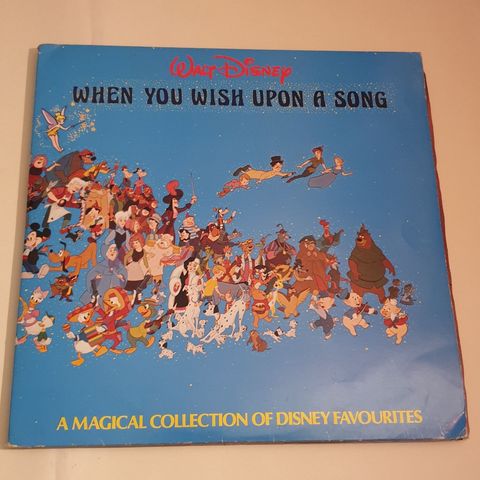 WALT DISNEY
WHEN YOU WISH UPON A SONG
A MAGICAL COLLECTION OF DISNEY FAVOURITES